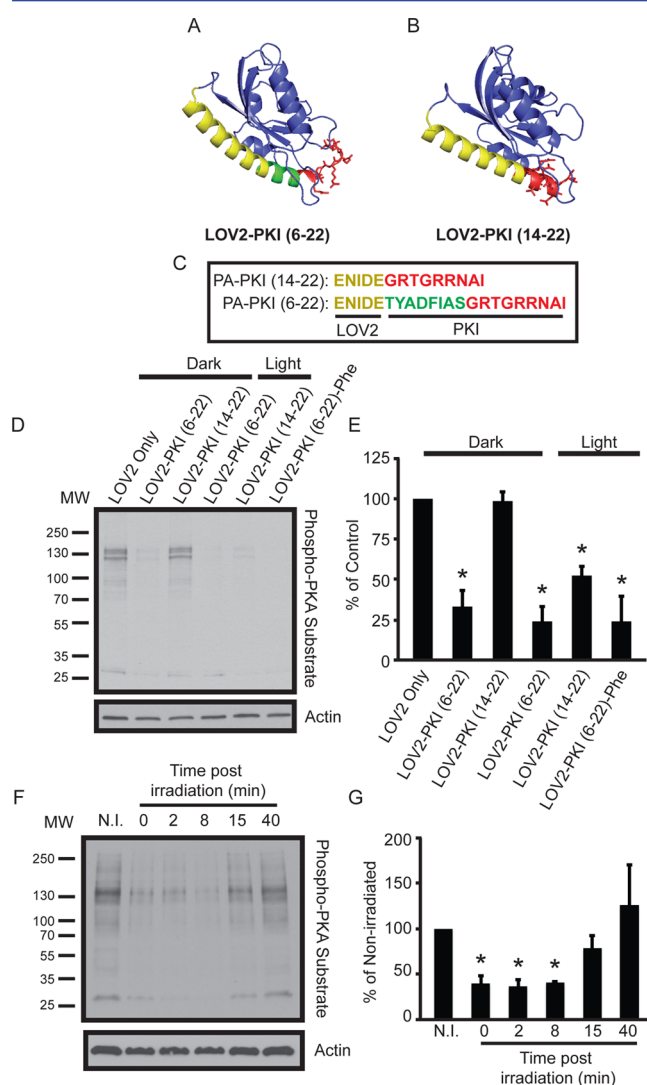 A
B
LOV2-PKI (6-22)
LOV2-PKI (14-22)
C
PA-PKI (14-22): ENIDEGRTGRRNAI
PA-PKI (6-22): ENIDETYADFIASGRTGRRNAI
LOV2
PKI
D
Dark
Light
LOV2 Only
LOV2-PKI (6-22)
LOV2-PKI (14-22)
LOV2-PKI (6-22)
LOV2-PKI (14-22)
LOV2-PKI (6-22)-Phe
MW
250
130
100
70
55
35
25
Phospho-PKA Substrate
Actin
E
Dark
Light
% of Control
125
100
75
50
25
0
*
*
*
*
LOV2 Only
LOV2-PKI (6-22)
LOV2-PKI (14-22)
LOV2-PKI (6-22)
LOV2-PKI (14-22)
LOV2-PKI (6-22)-Phe
F
Time post
irradiation (min)
MW
N.I. 0 2 8 15 40
250
130
100
70
55
35
25
Phospho-PKA Substrate
Actin
G
% of Non-irradiated
200
150
100
50
0
* * *
N.I. 0 2 8 15 40
Time post
irradiation (min)